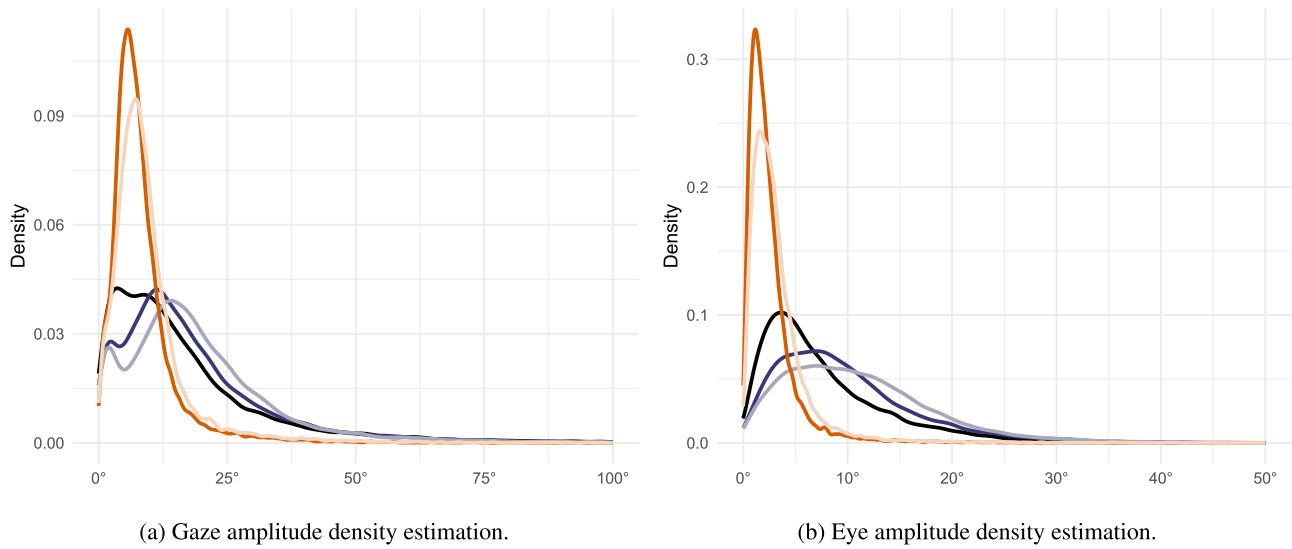 Density
0.09
0.06
0.03
0.00
0° 25° 50° 75° 100°
(a) Gaze amplitude density estimation.
Density
0.3
0.2
0.1
0.0
0° 10° 20° 30° 40° 50°
(b) Eye amplitude density estimation.